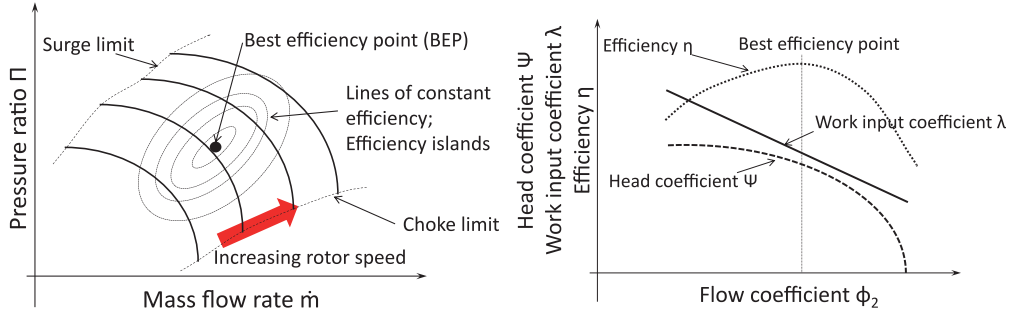 Surge limit
Best efficiency point (BEP)
Lines of constant
efficiency;
Efficiency islands
Choke limit
Increasing rotor speed
Pressure ratio Π
Mass flow rate ṁ
Head coefficient Ψ
Work input coefficient λ
Efficiency η
Efficiency η
Best efficiency point
Work input coefficient λ
Head coefficient Ψ
Flow coefficient ϕ₂